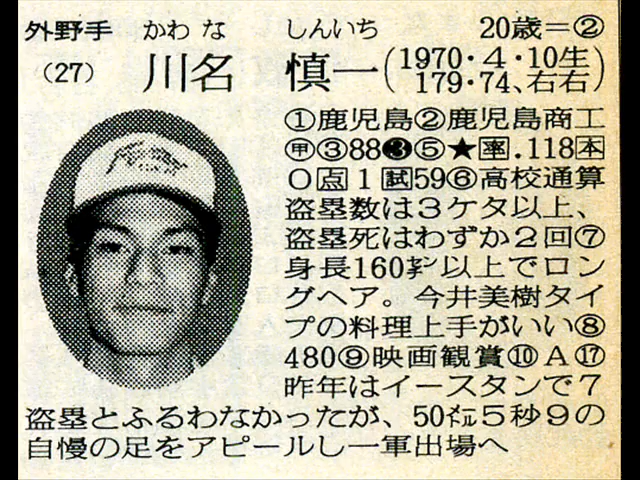 外野手 かわな しんいち 20歳=②
(27) 川名 慎一 (1970・4・10生
179・74、右右)
①鹿児島②鹿児島商工
㊥③88❸⑤★率.118本
0点1試59⑥高校通算
盗塁数は3ケタ以上、
盗塁死はわずか2回⑦
身長160㌢以上でロン
グヘア。今井美樹タイ
プの料理上手がいい⑧
480⑨映画観賞⑩A⑰
昨年はイースタンで7
盗塁とふるわなかったが、50㍍5秒9の
自慢の足をアピールし一軍出場へ